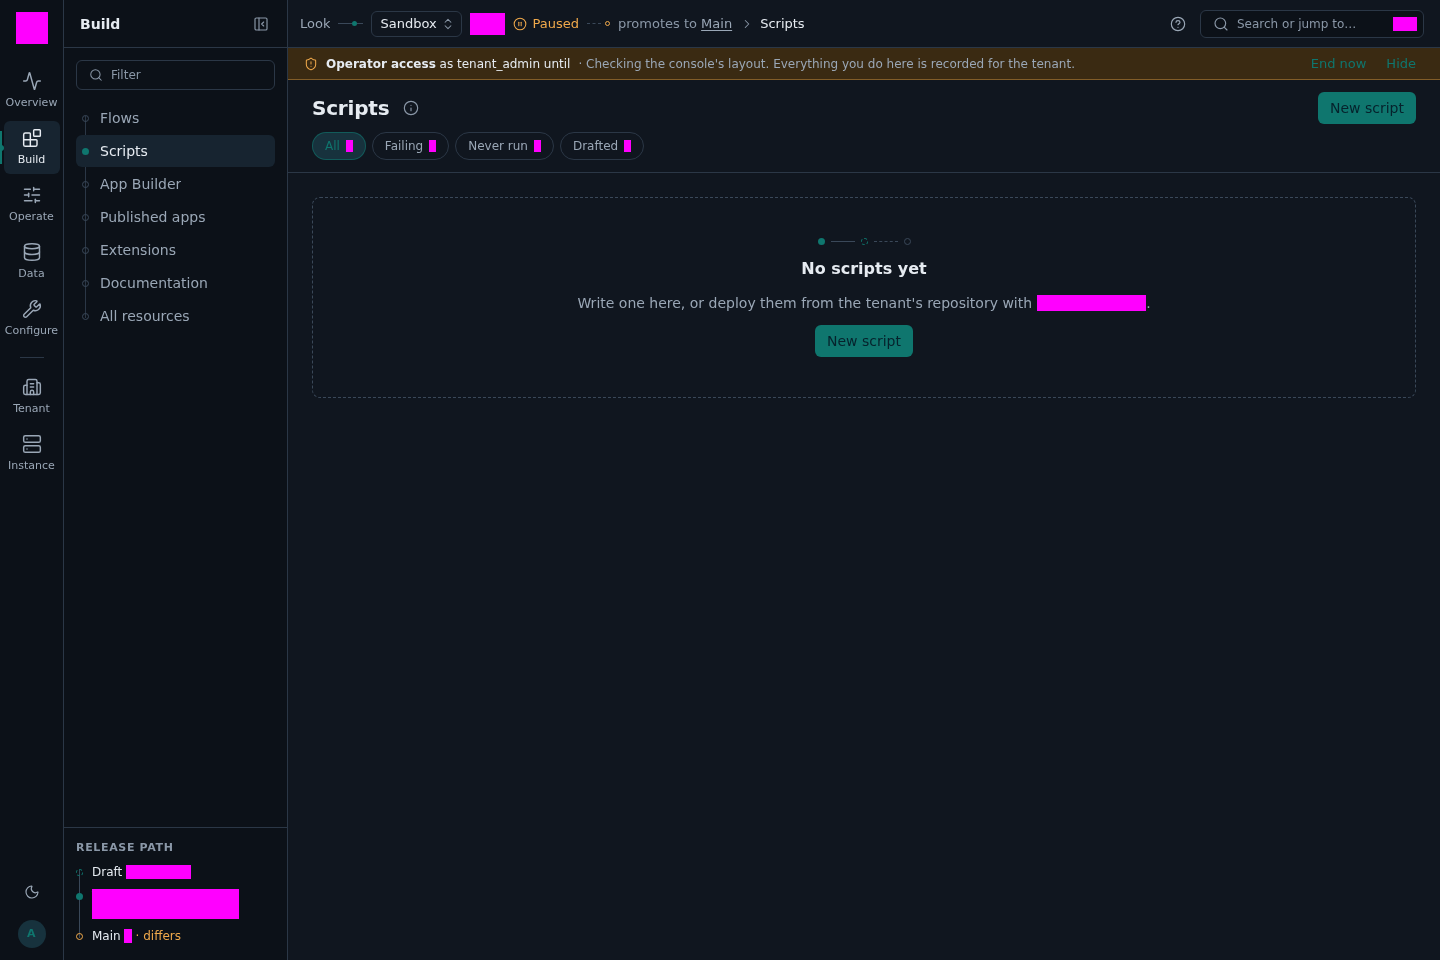 Build
Look
Sandbox
Paused
promotes to Main
Scripts
Search or jump to...
Operator access as tenant_admin until · Checking the console's layout. Everything you do here is recorded for the tenant.
End now
Hide
Overview
Build
Operate
Data
Configure
Tenant
Instance
A
Filter
Flows
Scripts
App Builder
Published apps
Extensions
Documentation
All resources
RELEASE PATH
Draft
Main · differs
Scripts
New script
All
Failing
Never run
Drafted
No scripts yet
Write one here, or deploy them from the tenant's repository with .
New script